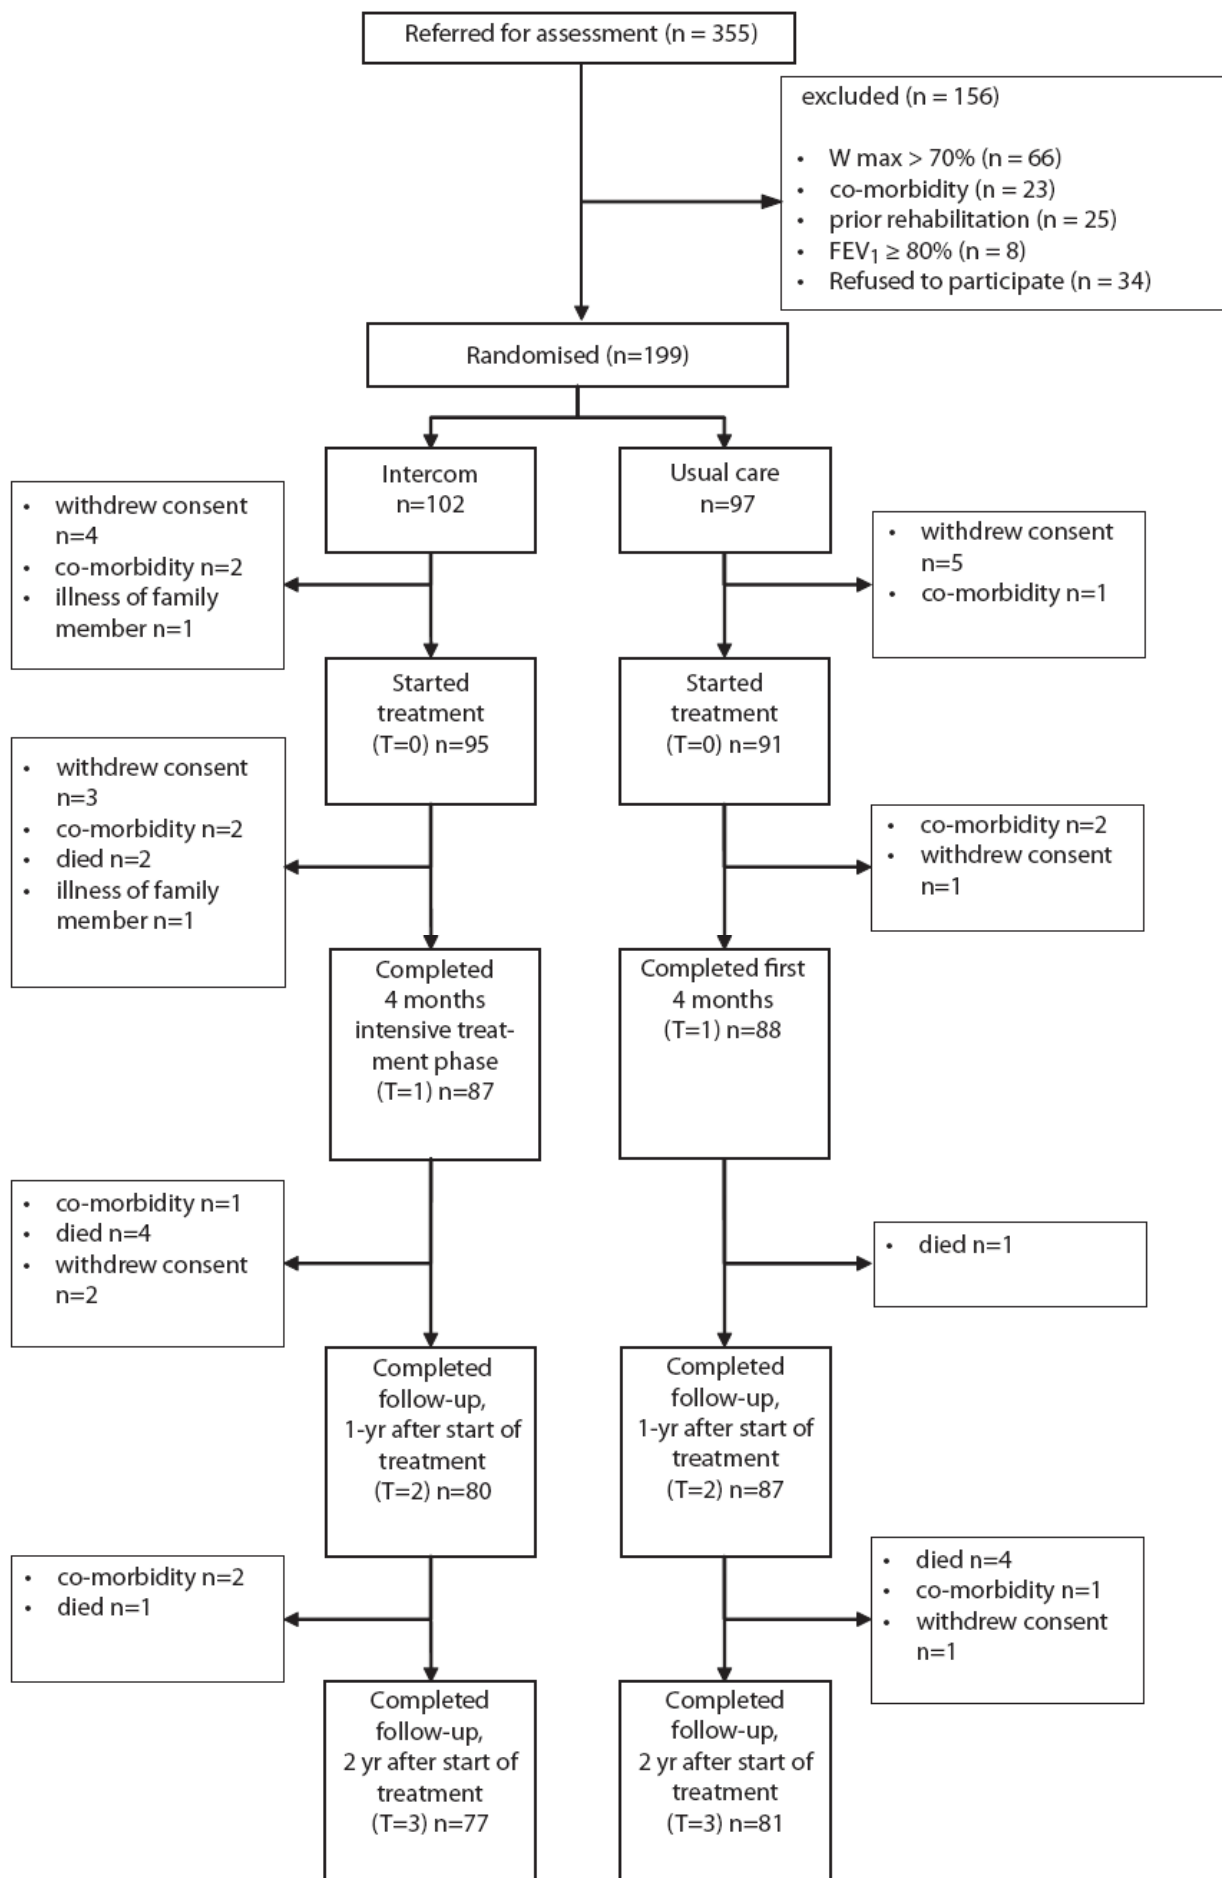 Referred for assessment (n = 355)
excluded (n = 156)
• W max > 70% (n = 66)
• co-morbidity (n = 23)
• prior rehabilitation (n = 25)
• FEV1 ≥ 80% (n = 8)
• Refused to participate (n = 34)
Randomised (n=199)
Intercom
n=102
Usual care
n=97
• withdrew consent
n=4
• co-morbidity n=2
• illness of family
member n=1
• withdrew consent
n=5
• co-morbidity n=1
Started
treatment
(T=0) n=95
Started
treatment
(T=0) n=91
• withdrew consent
n=3
• co-morbidity n=2
• died n=2
• illness of family
member n=1
• co-morbidity n=2
• withdrew consent
n=1
Completed
4 months
intensive treat-
ment phase
(T=1) n=87
Completed first
4 months
(T=1) n=88
• co-morbidity n=1
• died n=4
• withdrew consent
n=2
• died n=1
Completed
follow-up,
1-yr after start of
treatment
(T=2) n=80
Completed
follow-up,
1-yr after start of
treatment
(T=2) n=87
• co-morbidity n=2
• died n=1
• died n=4
• co-morbidity n=1
• withdrew consent
n=1
Completed
follow-up,
2 yr after start of
treatment
(T=3) n=77
Completed
follow-up,
2 yr after start of
treatment
(T=3) n=81